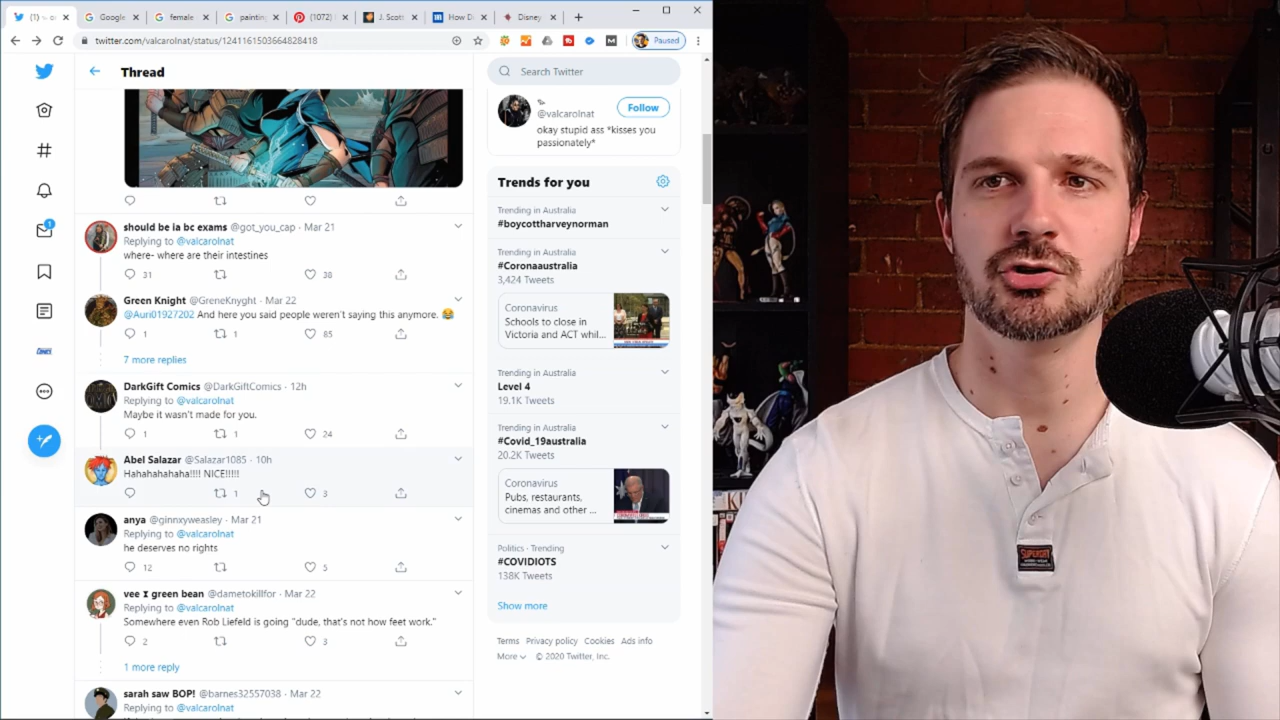 (1)
Google
female
painting
(1072)
J. Scott
How D
Disney
twitter.com/valcarolnat/status/1241161503664828418
Paused
Thread
Search Twitter
@valcarolnat
Follow
okay stupid ass *kisses you
passionately*
Trends for you
Trending in Australia
#boycottharveynorman
Trending in Australia
#Coronaaustralia
3,424 Tweets
Coronavirus
Schools to close in
Victoria and ACT whil...
Trending in Australia
Level 4
19.1K Tweets
Trending in Australia
#Covid_19australia
20.2K Tweets
Coronavirus
Pubs, restaurants,
cinemas and other ...
Politics · Trending
#COVIDIOTS
138K Tweets
Show more
Terms Privacy policy Cookies Ads info
More © 2020 Twitter, Inc.
should be ia bc exams @got_you_cap · Mar 21
Replying to @valcarolnat
where- where are their intestines
31 38
Green Knight @GreneKnyght · Mar 22
@Auri01927202 And here you said people weren't saying this anymore. 😂
1 1 85
7 more replies
DarkGift Comics @DarkGiftComics · 12h
Replying to @valcarolnat
Maybe it wasn't made for you.
1 1 24
Abel Salazar @Salazar1085 · 10h
Hahahahahaha!!!! NICE!!!!!
1 3
anya @ginnxyweasley · Mar 21
Replying to @valcarolnat
he deserves no rights
12 2
vee I green bean @dametokillfor · Mar 22
Replying to @valcarolnat
Somewhere even Rob Liefeld is going "dude, that's not how feet work."
2 3
1 more reply
sarah saw BOP! @barnes32557038 · Mar 22
Replying to @valcarolnat
SUPERDRY